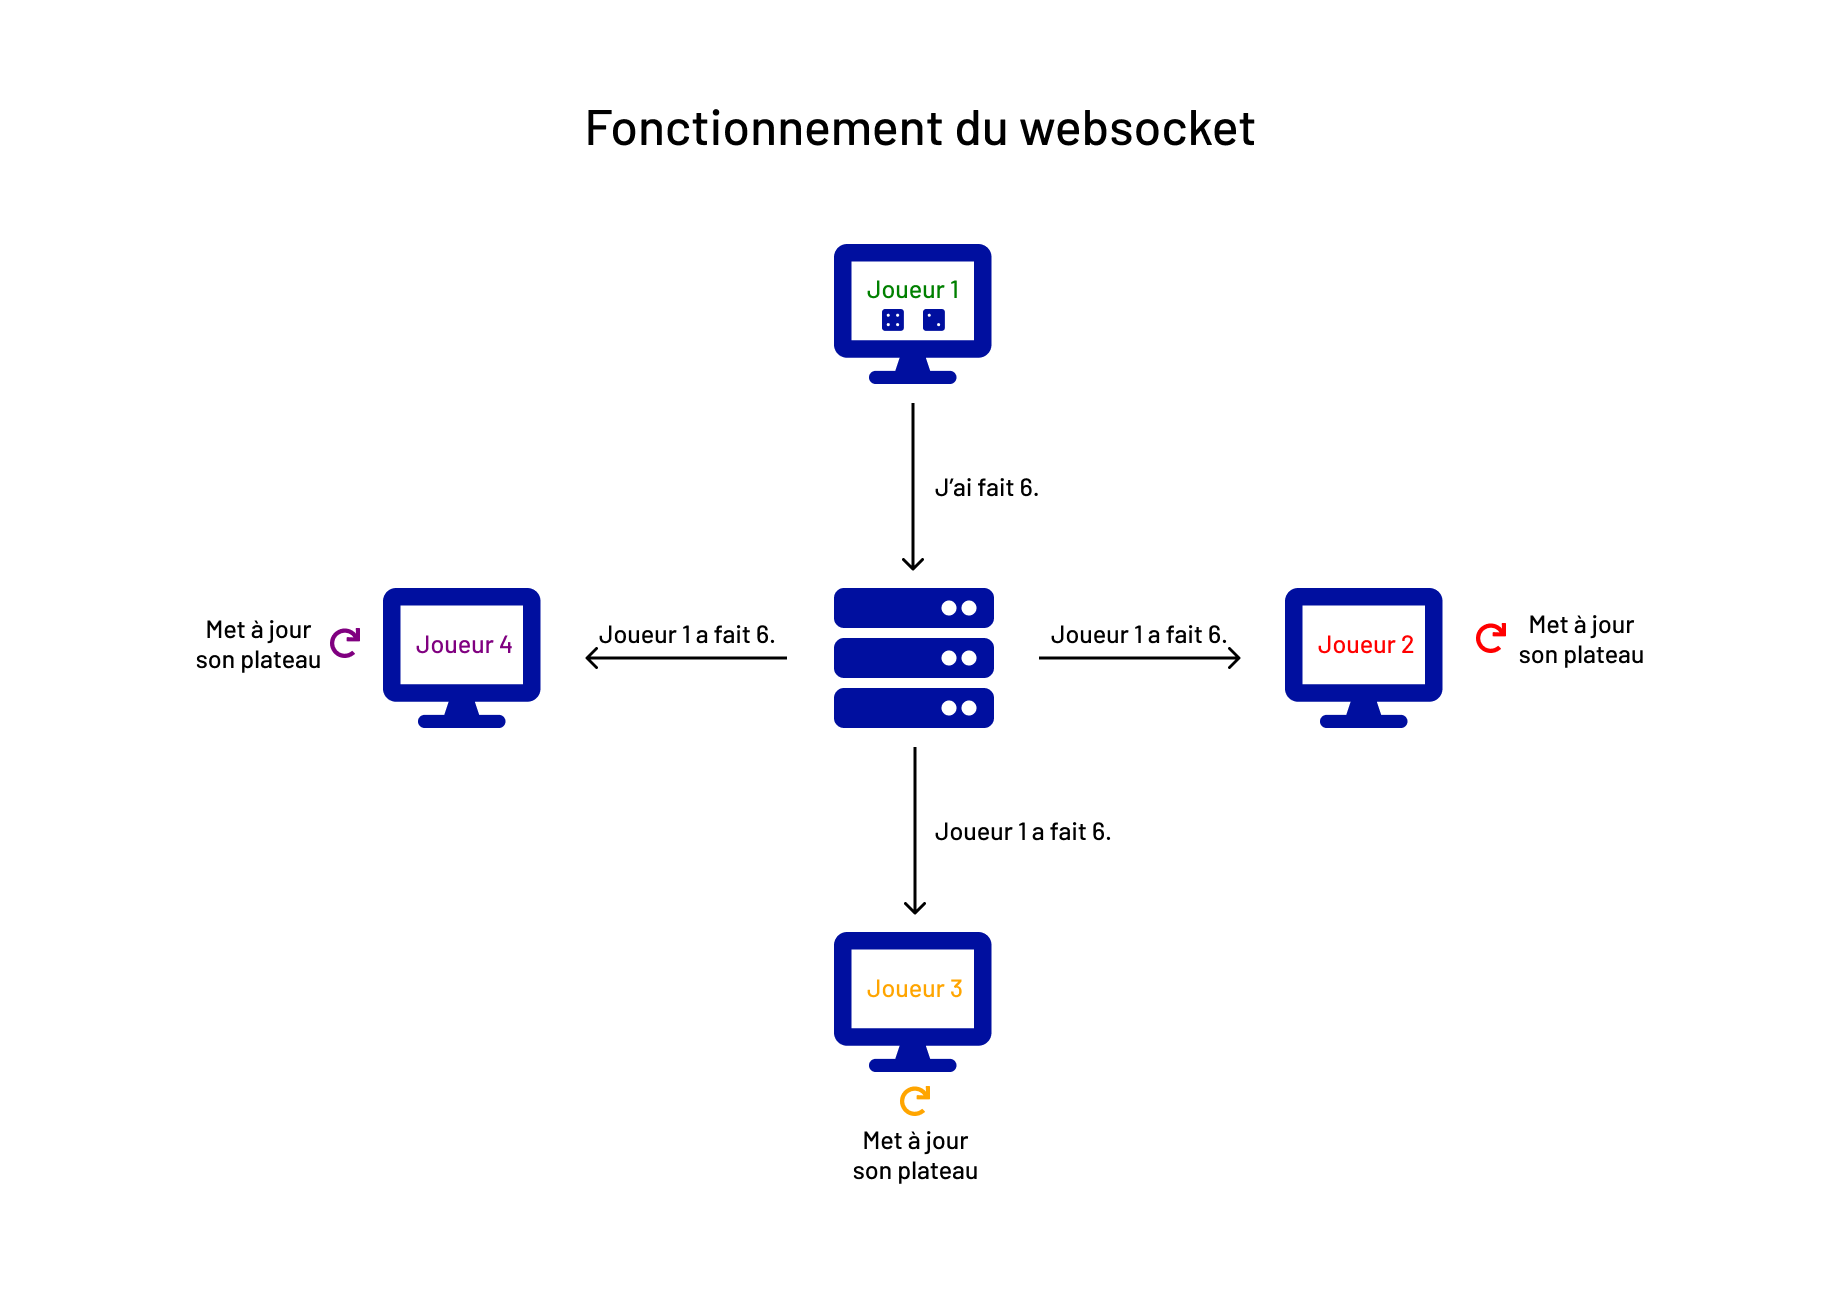 Fonctionnement du websocket
Joueur 1
J'ai fait 6.
Met à jour
son plateau
Joueur 4
Joueur 1 a fait 6.
Joueur 1 a fait 6.
Joueur 2
Met à jour
son plateau
Joueur 1 a fait 6.
Joueur 3
Met à jour
son plateau